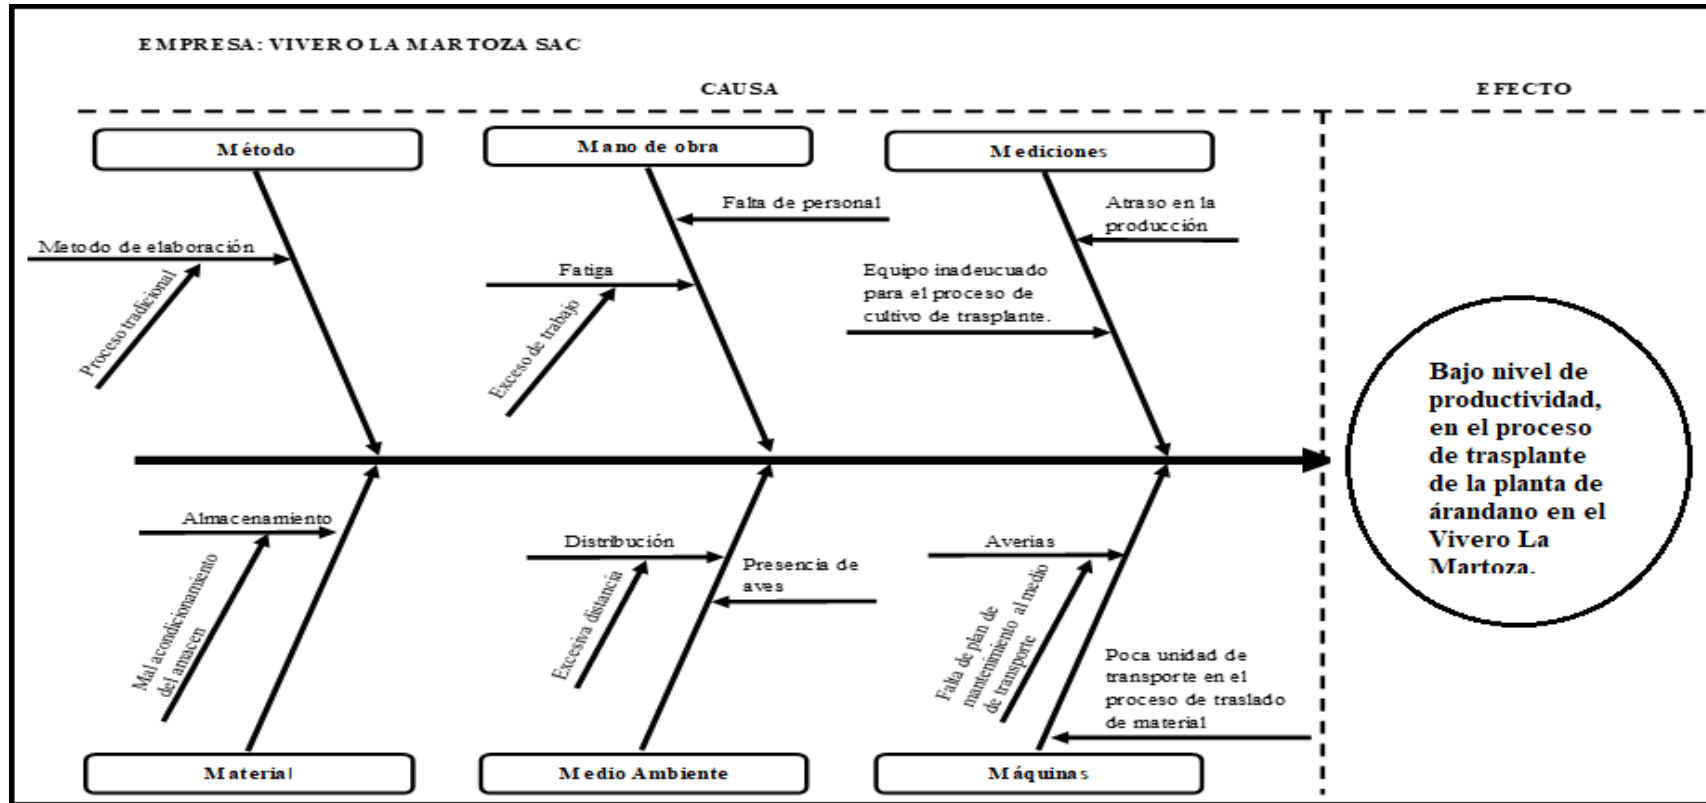 EMPRESA: VIVERO LA MARTOZA SAC
CAUSA
EFECTO
Método
Mano de obra
Mediciones
Falta de personal
Atraso en la
producción
Metodo de elaboración
Proceso tradicional
Fatiga
Exceso de trabajo
Equipo inadeucuado
para el proceso de
cultivo de trasplante.
Bajo nivel de
productividad,
en el proceso
de trasplante
de la planta de
árandano en el
Vivero La
Martoza.
Almacenamiento
Mal acondicionamiento
del amacen
Distribución
Excesiva distancia
Presencia de
aves
Averias
Falta de plan de
mantenimiento al medio
de transporte
Poca unidad de
transporte en el
proceso de traslado
de material
Material
Medio Ambiente
Máquinas